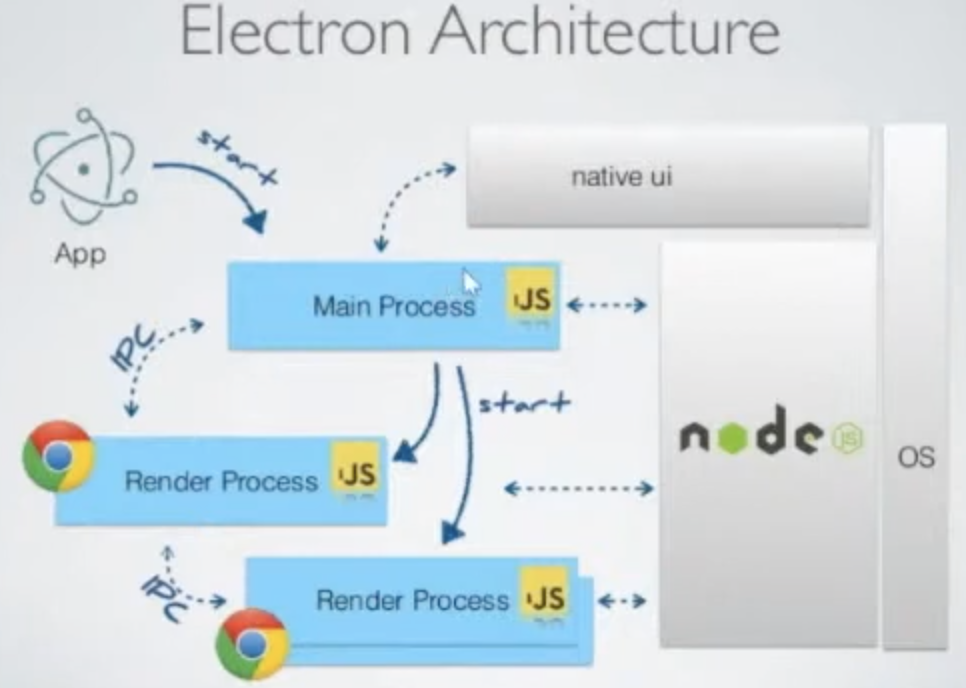 Electron Architecture
start
native ui
App
Main Process
JS
IPC
start
node
JS
OS
Render Process
JS
IPC
Render Process
JS